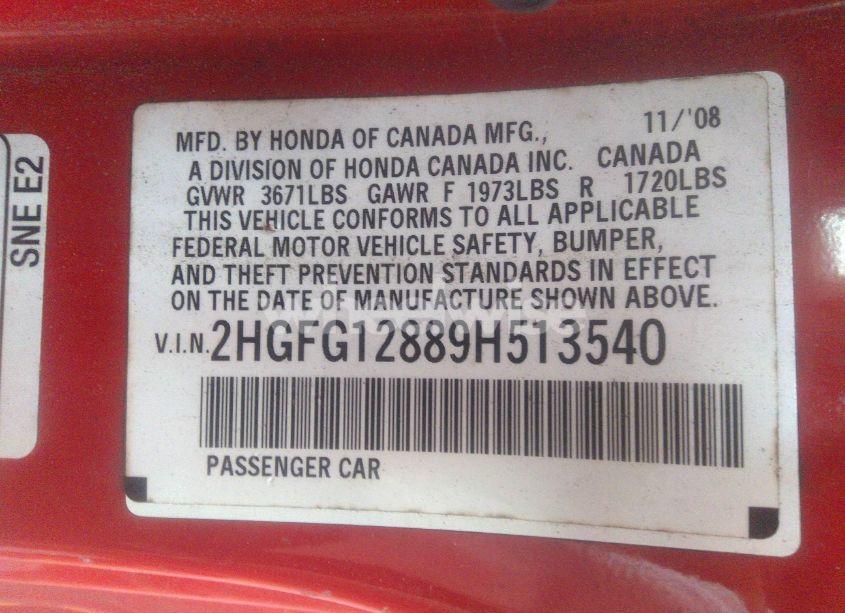 MFD. BY HONDA OF CANADA MFG., 11/'08
A DIVISION OF HONDA CANADA INC. CANADA
GVWR 3671LBS GAWR F 1973LBS R 1720LBS
THIS VEHICLE CONFORMS TO ALL APPLICABLE
FEDERAL MOTOR VEHICLE SAFETY, BUMPER,
AND THEFT PREVENTION STANDARDS IN EFFECT
ON THE DATE OF MANUFACTURE SHOWN ABOVE.
V.I.N. 2HGFG12889H513540
PASSENGER CAR
SNE E2